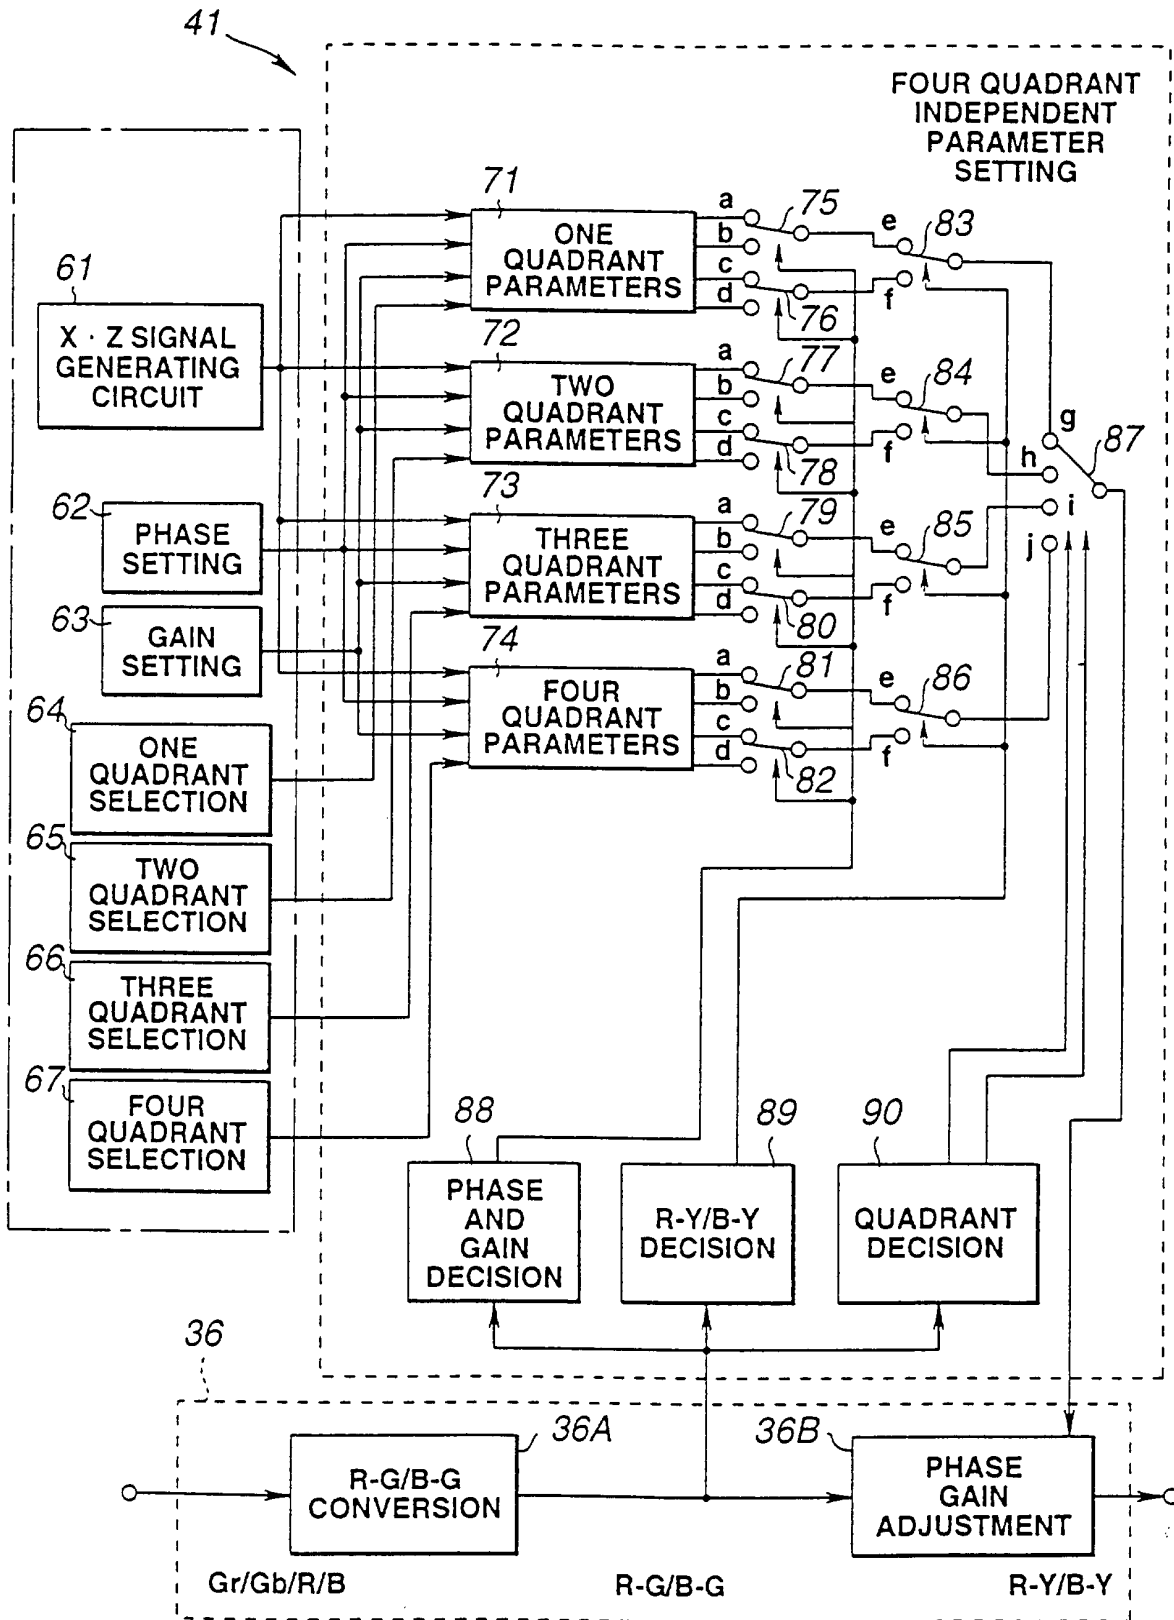 41
FOUR QUADRANT
INDEPENDENT
PARAMETER
SETTING
61
X · Z SIGNAL
GENERATING
CIRCUIT
62
PHASE
SETTING
63
GAIN
SETTING
64
ONE
QUADRANT
SELECTION
65
TWO
QUADRANT
SELECTION
66
THREE
QUADRANT
SELECTION
67
FOUR
QUADRANT
SELECTION
71
ONE
QUADRANT
PARAMETERS
a
b
c
d
75
76
e
f
83
72
TWO
QUADRANT
PARAMETERS
a
b
c
d
77
78
e
f
84
73
THREE
QUADRANT
PARAMETERS
a
b
c
d
79
80
e
f
85
74
FOUR
QUADRANT
PARAMETERS
a
b
c
d
81
82
e
f
86
g
h
i
j
87
88
PHASE
AND
GAIN
DECISION
89
R-Y/B-Y
DECISION
90
QUADRANT
DECISION
36
36A
R-G/B-G
CONVERSION
36B
PHASE
GAIN
ADJUSTMENT
Gr/Gb/R/B
R-G/B-G
R-Y/B-Y